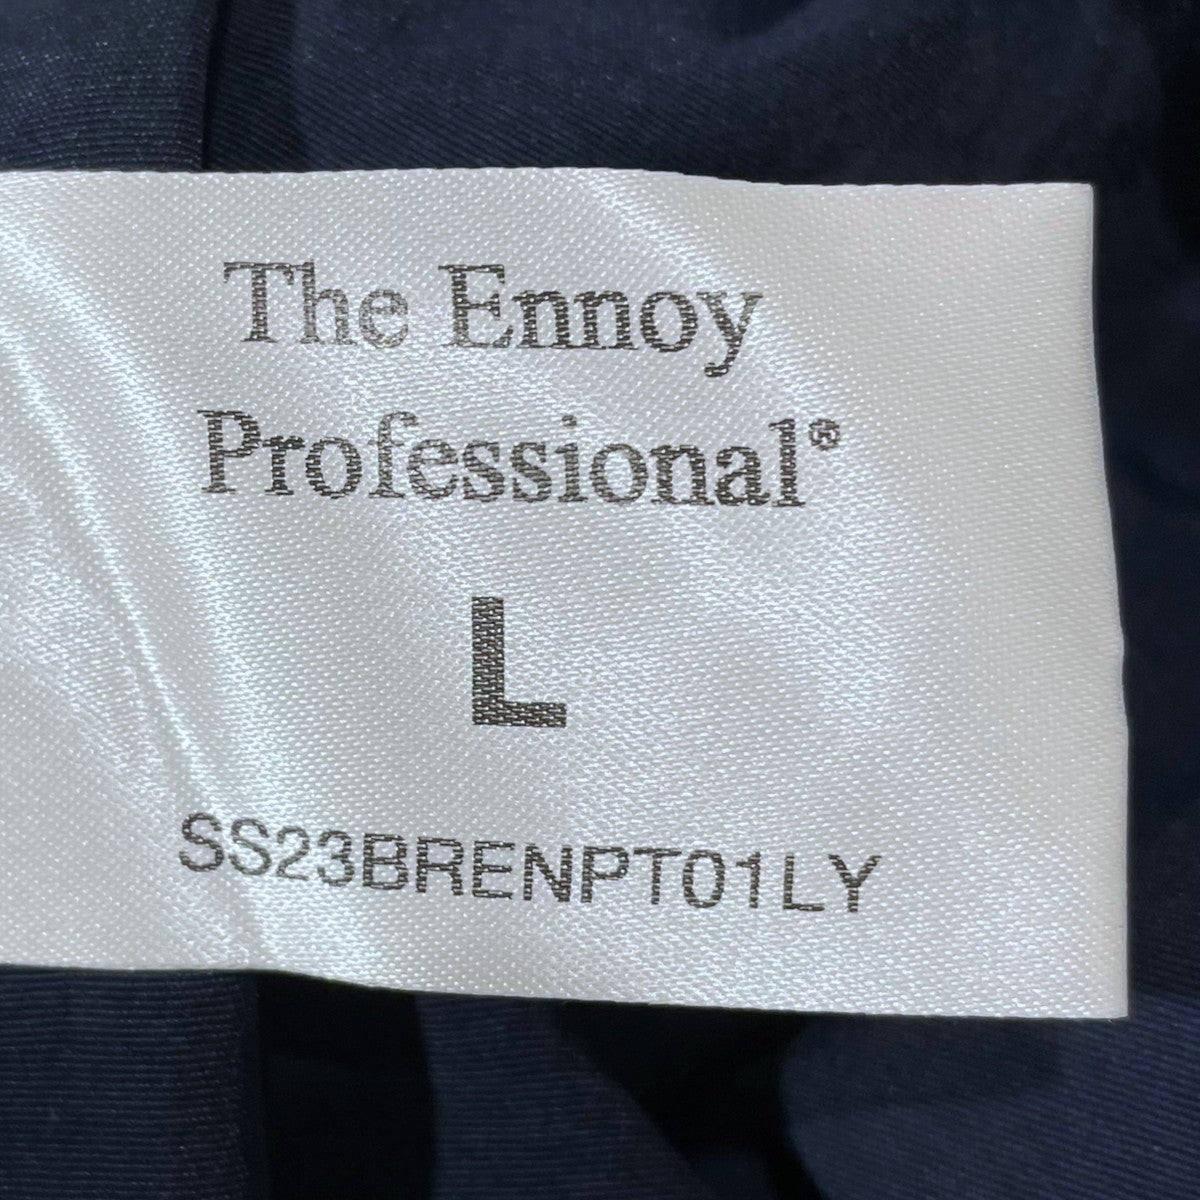 The Ennoy
Professional®
L
SS23BRENPT01LY